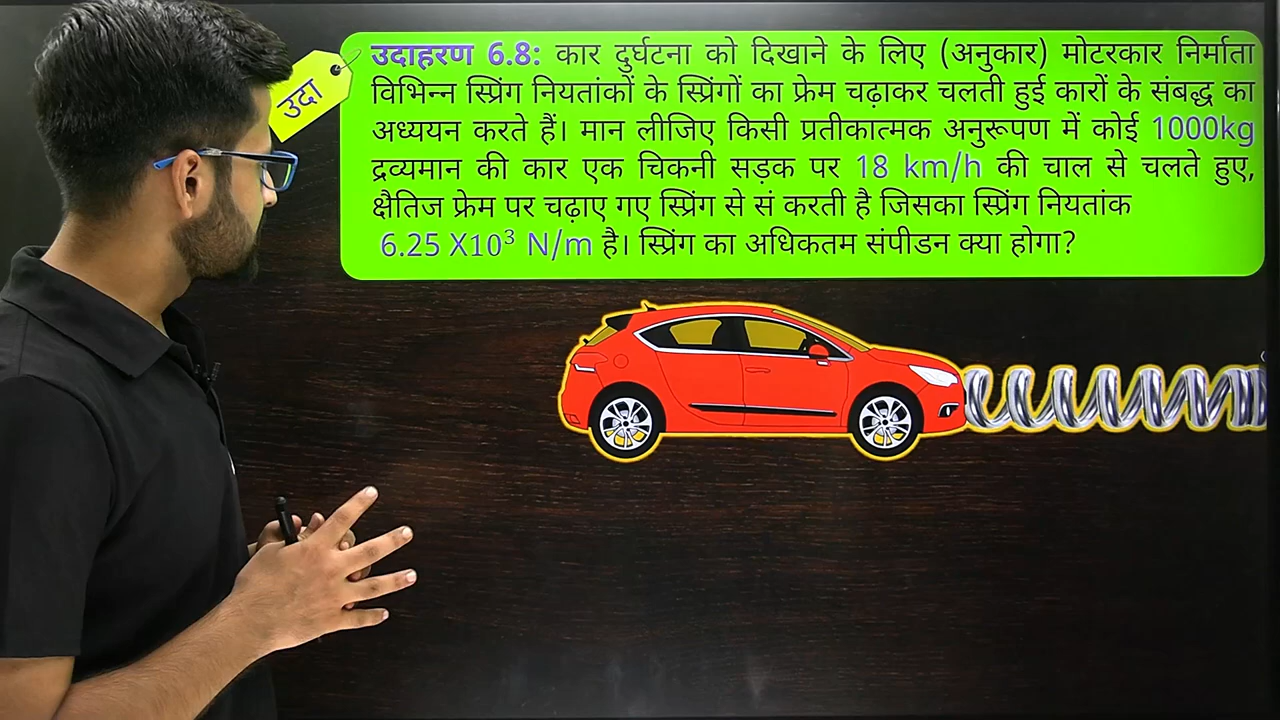 उदा
उदाहरण 6.8: कार दुर्घटना को दिखाने के लिए (अनुकार) मोटरकार निर्माता
विभिन्न स्प्रिंग नियतांकों के स्प्रिंगों का फ्रेम चढ़ाकर चलती हुई कारों के संबद्ध का
अध्ययन करते हैं। मान लीजिए किसी प्रतीकात्मक अनुरूपण में कोई 1000kg
द्रव्यमान की कार एक चिकनी सड़क पर 18 km/h की चाल से चलते हुए,
क्षैतिज फ्रेम पर चढ़ाए गए स्प्रिंग से सं करती है जिसका स्प्रिंग नियतांक
6.25 X10³ N/m है। स्प्रिंग का अधिकतम संपीडन क्या होगा?